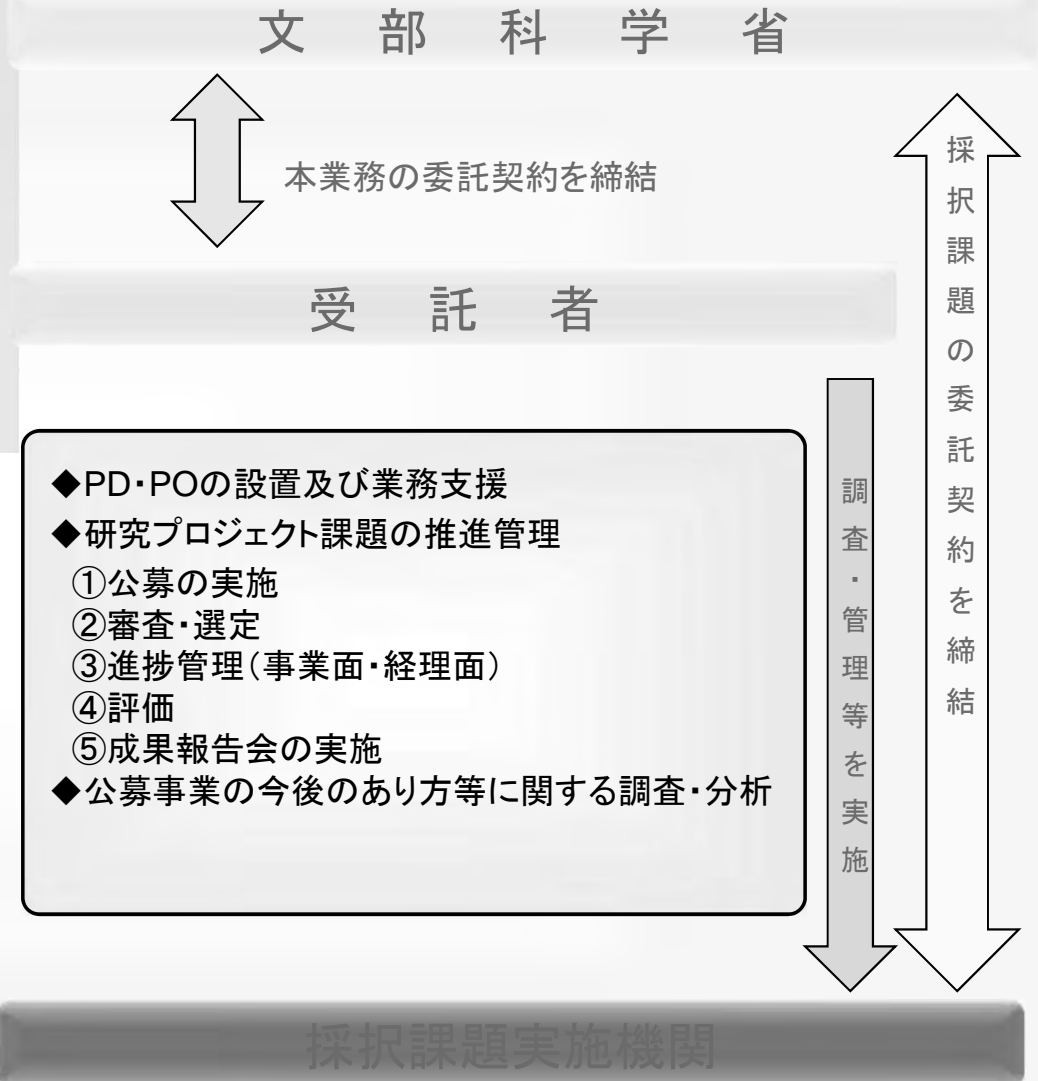 文部科学省
本業務の委託契約を締結
受託者
◆PD・POの設置及び業務支援
◆研究プロジェクト課題の推進管理
①公募の実施
②審査・選定
③進捗管理(事業面・経理面)
④評価
⑤成果報告会の実施
◆公募事業の今後のあり方等に関する調査・分析
調査・管理等を実施
採択課題の委託契約を締結
採択課題実施機関